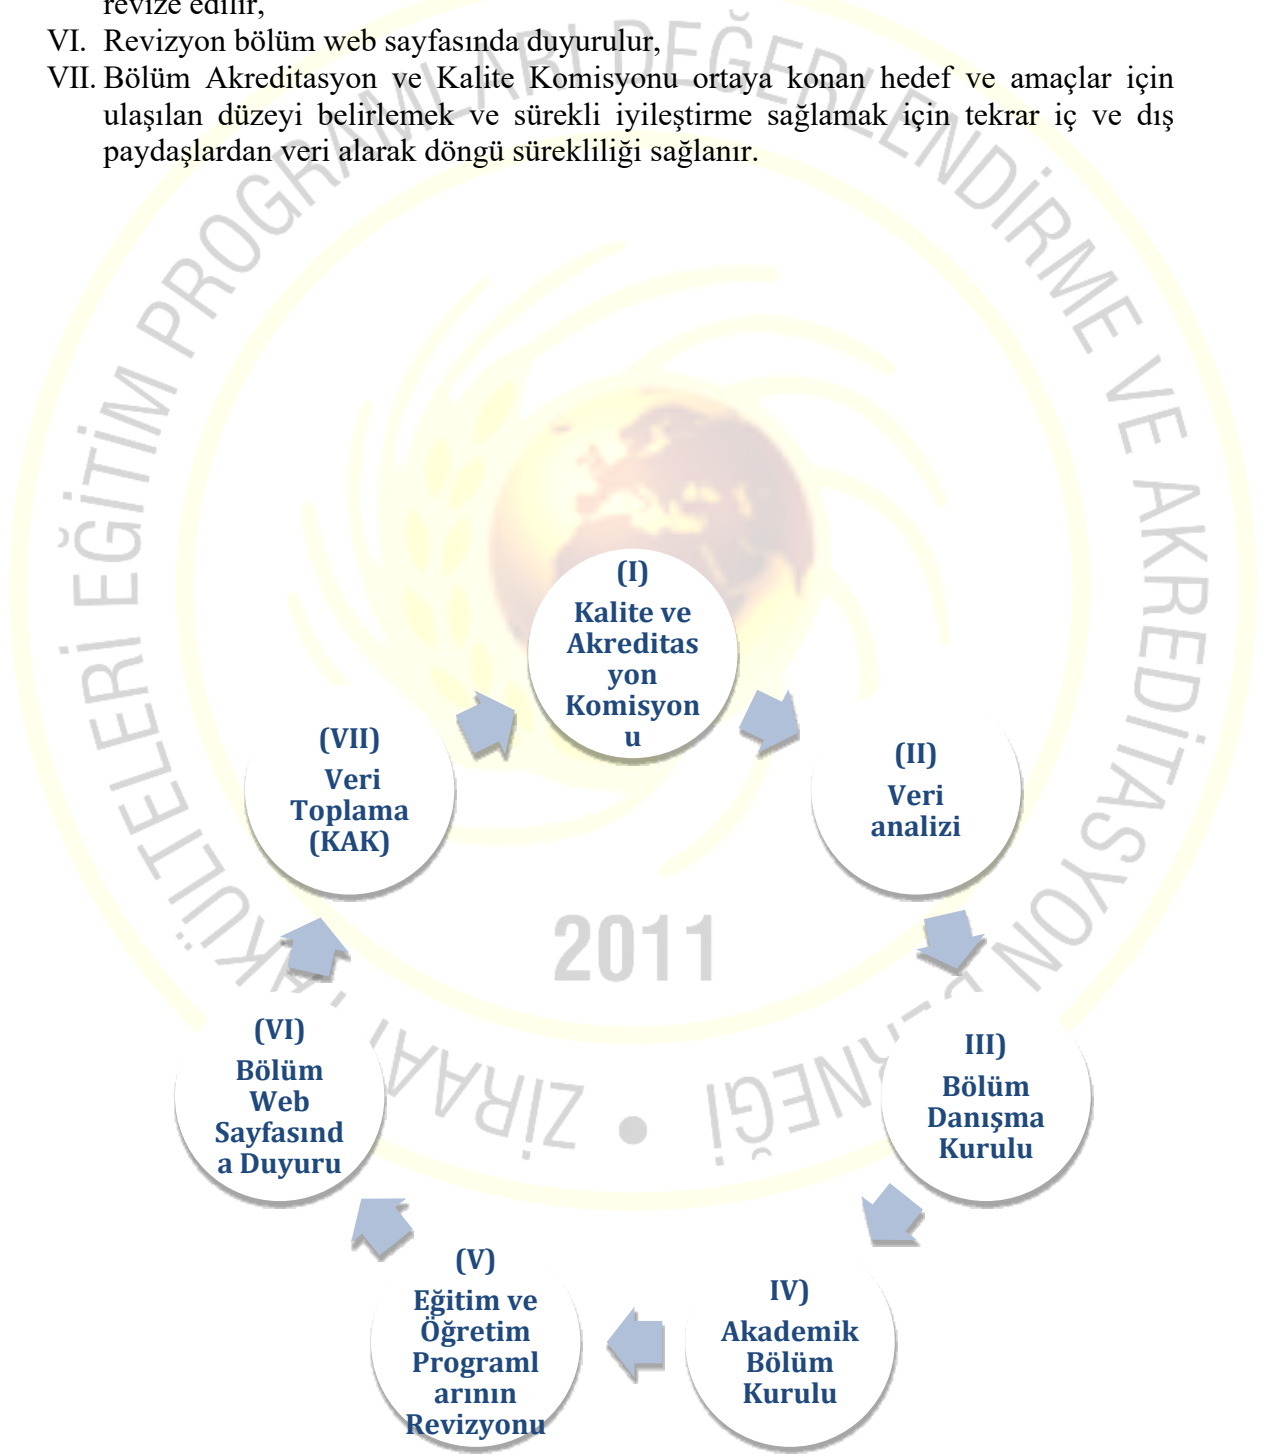 revize edilir,
VI. Revizyon bölüm web sayfasında duyurulur,
VII. Bölüm Akreditasyon ve Kalite Komisyonu ortaya konan hedef ve amaçlar için
ulaşılan düzeyi belirlemek ve sürekli iyileştirme sağlamak için tekrar iç ve dış
paydaşlardan veri alarak döngü sürekliliği sağlanır.
(I)
Kalite ve
Akreditas
yon
Komisyon
u
(II)
Veri
analizi
III)
Bölüm
Danışma
Kurulu
IV)
Akademik
Bölüm
Kurulu
(V)
Eğitim ve
Öğretim
Programl
arının
Revizyonu
(VI)
Bölüm
Web
Sayfasınd
a Duyuru
(VII)
Veri
Toplama
(KAK)
EĞİTİM PROGRAMLARI DEĞERLENDİRME VE AKREDİTASYON
2011